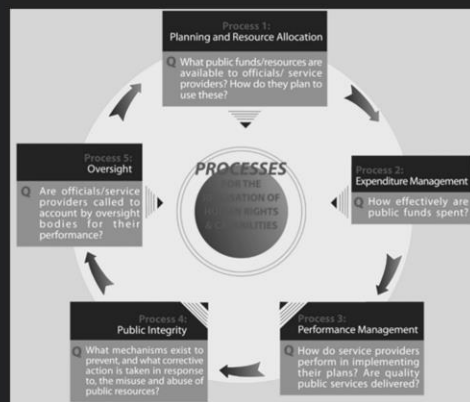 Process 1:
Planning and Resource Allocation
Q What public funds/resources are
available to officials/ service
providers? How do they plan to
use these?
Process 2:
Expenditure Management
Q How effectively are
public funds spent?
Process 3:
Performance Management
Q How do service providers
perform in implementing
their plans? Are quality
public services delivered?
Process 4:
Public Integrity
Q What mechanisms exist to
prevent, and what corrective
action is taken in response
to, the misuse and abuse of
public resources?
Process 5:
Oversight
Q Are officials/service
providers called to
account by oversight
bodies for their
performance?
PROCESSES
FOR THE
OF
HUMAN RIGHTS
&